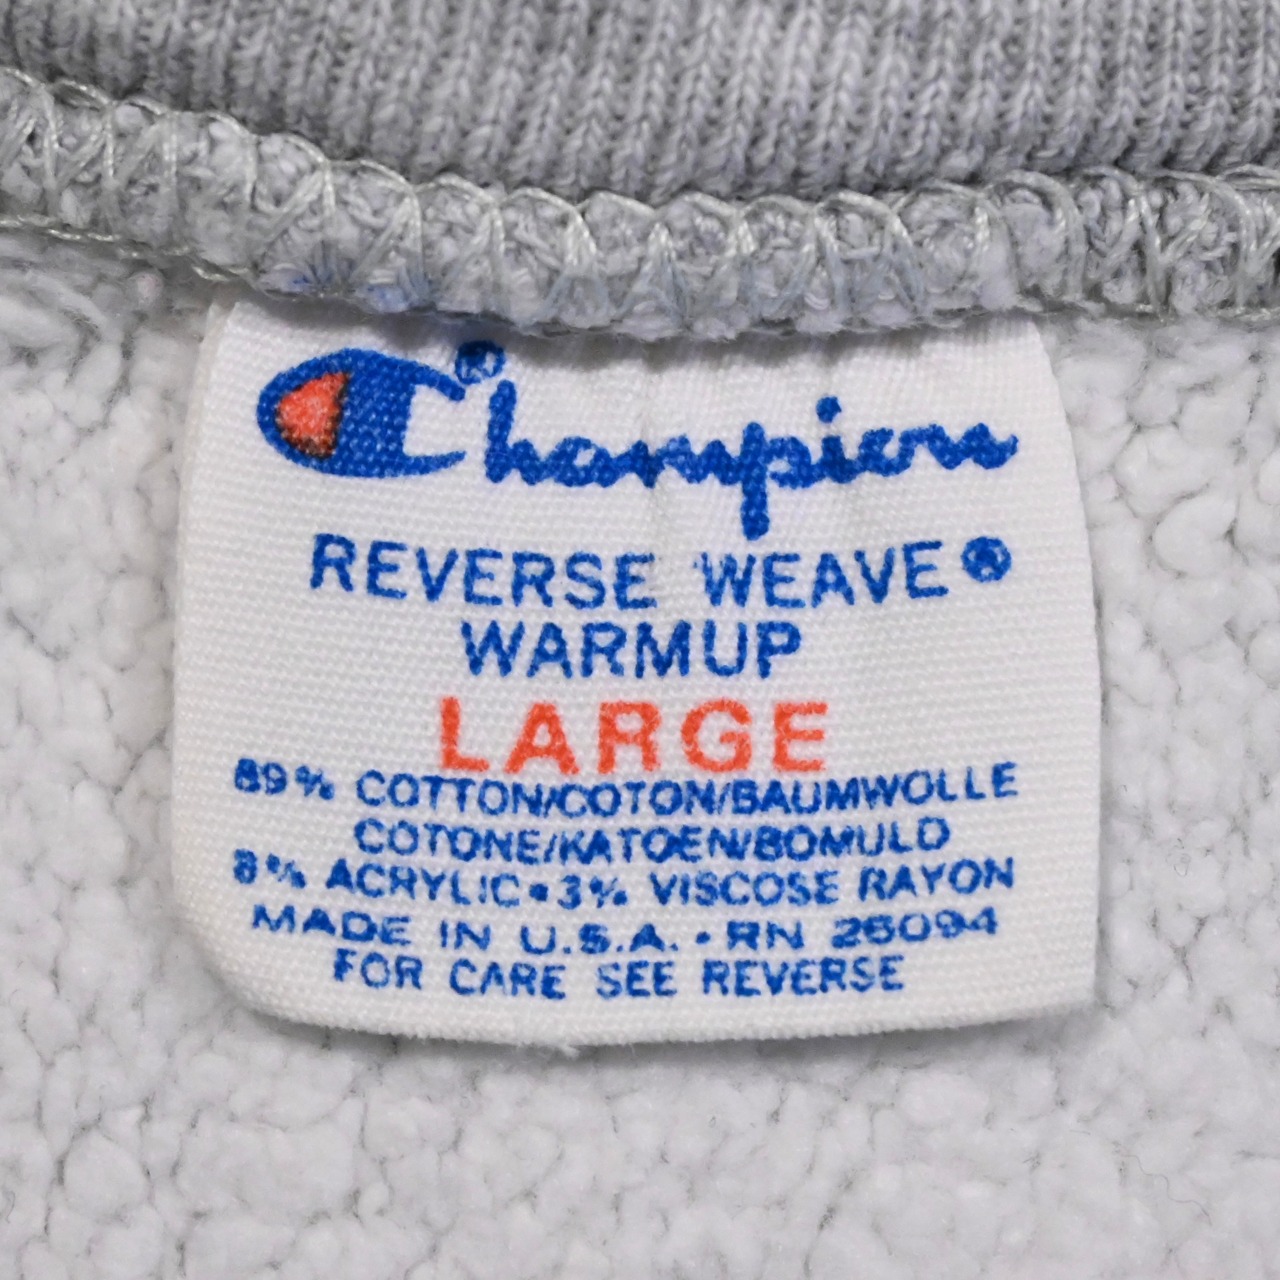 Champion®
REVERSE WEAVE®
WARMUP
LARGE
89% COTTON/COTON/BAUMWOLLE
COTONE/KATOEN/BOMULD
8% ACRYLIC • 3% VISCOSE RAYON
MADE IN U.S.A. • RN 26094
FOR CARE SEE REVERSE